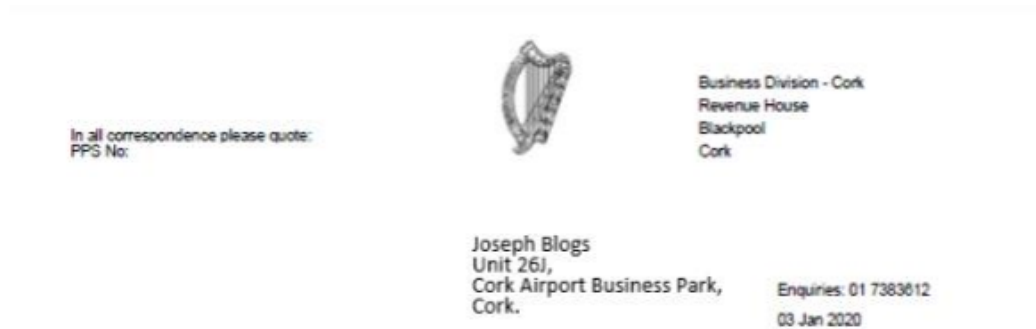 Business Division - Cork
Revenue House
Blackpool
Cork
In all correspondence please quote:
PPS No:
Joseph Blogs
Unit 26J,
Cork Airport Business Park,
Cork.
Enquiries: 01 7383612
03 Jan 2020